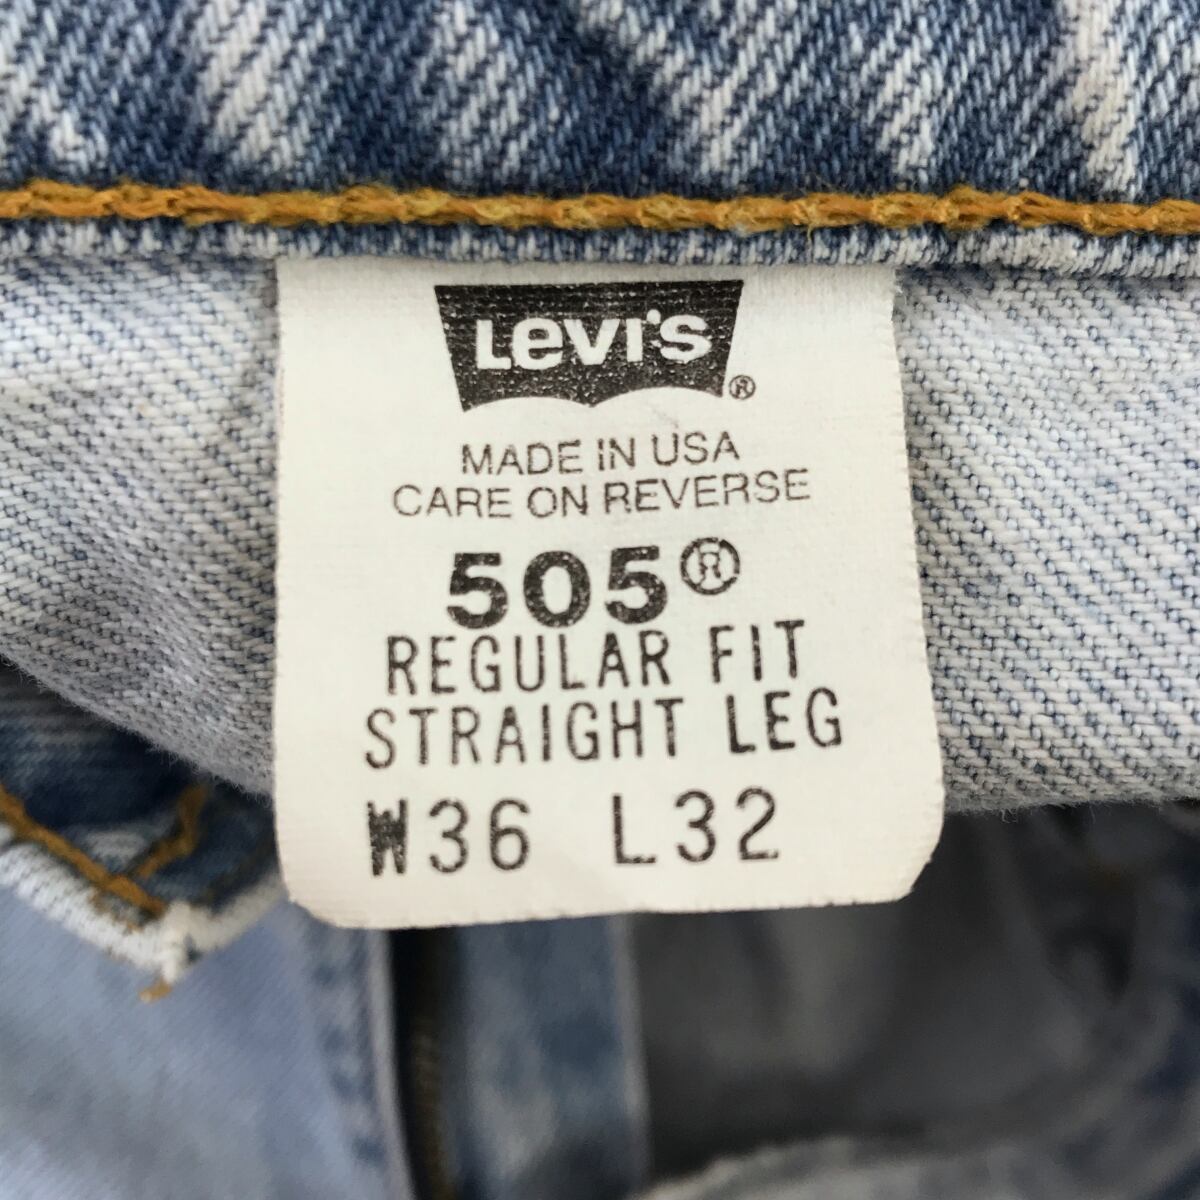 Levi's®
MADE IN USA
CARE ON REVERSE
505®
REGULAR FIT
STRAIGHT LEG
W36 L32